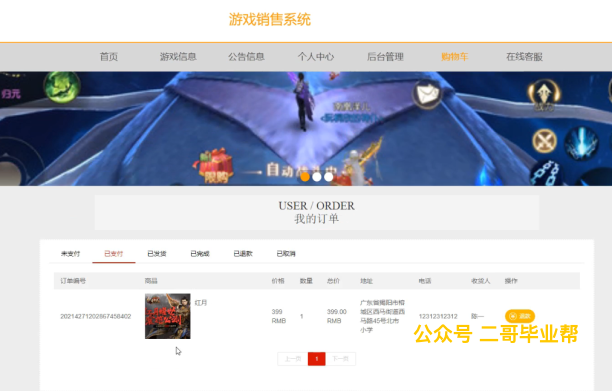 游戏销售系统
首页 游戏信息 公告信息 个人中心 后台管理 购物车 在线客服
归元
限购
自动
USER / ORDER
我的订单
未支付 已支付 已发货 已完成 已退款 已取消
订单编号 商品 价格 数量 总价 地址 电话 收货人 操作
20214271202867458402 红月 399 RMB 1 399.00 RMB 12312312312 陈一 退款
广东省揭阳市榕
城区西马街道西
马路45号北市
小学
公众号 二哥毕业帮
上一页 1 下一页